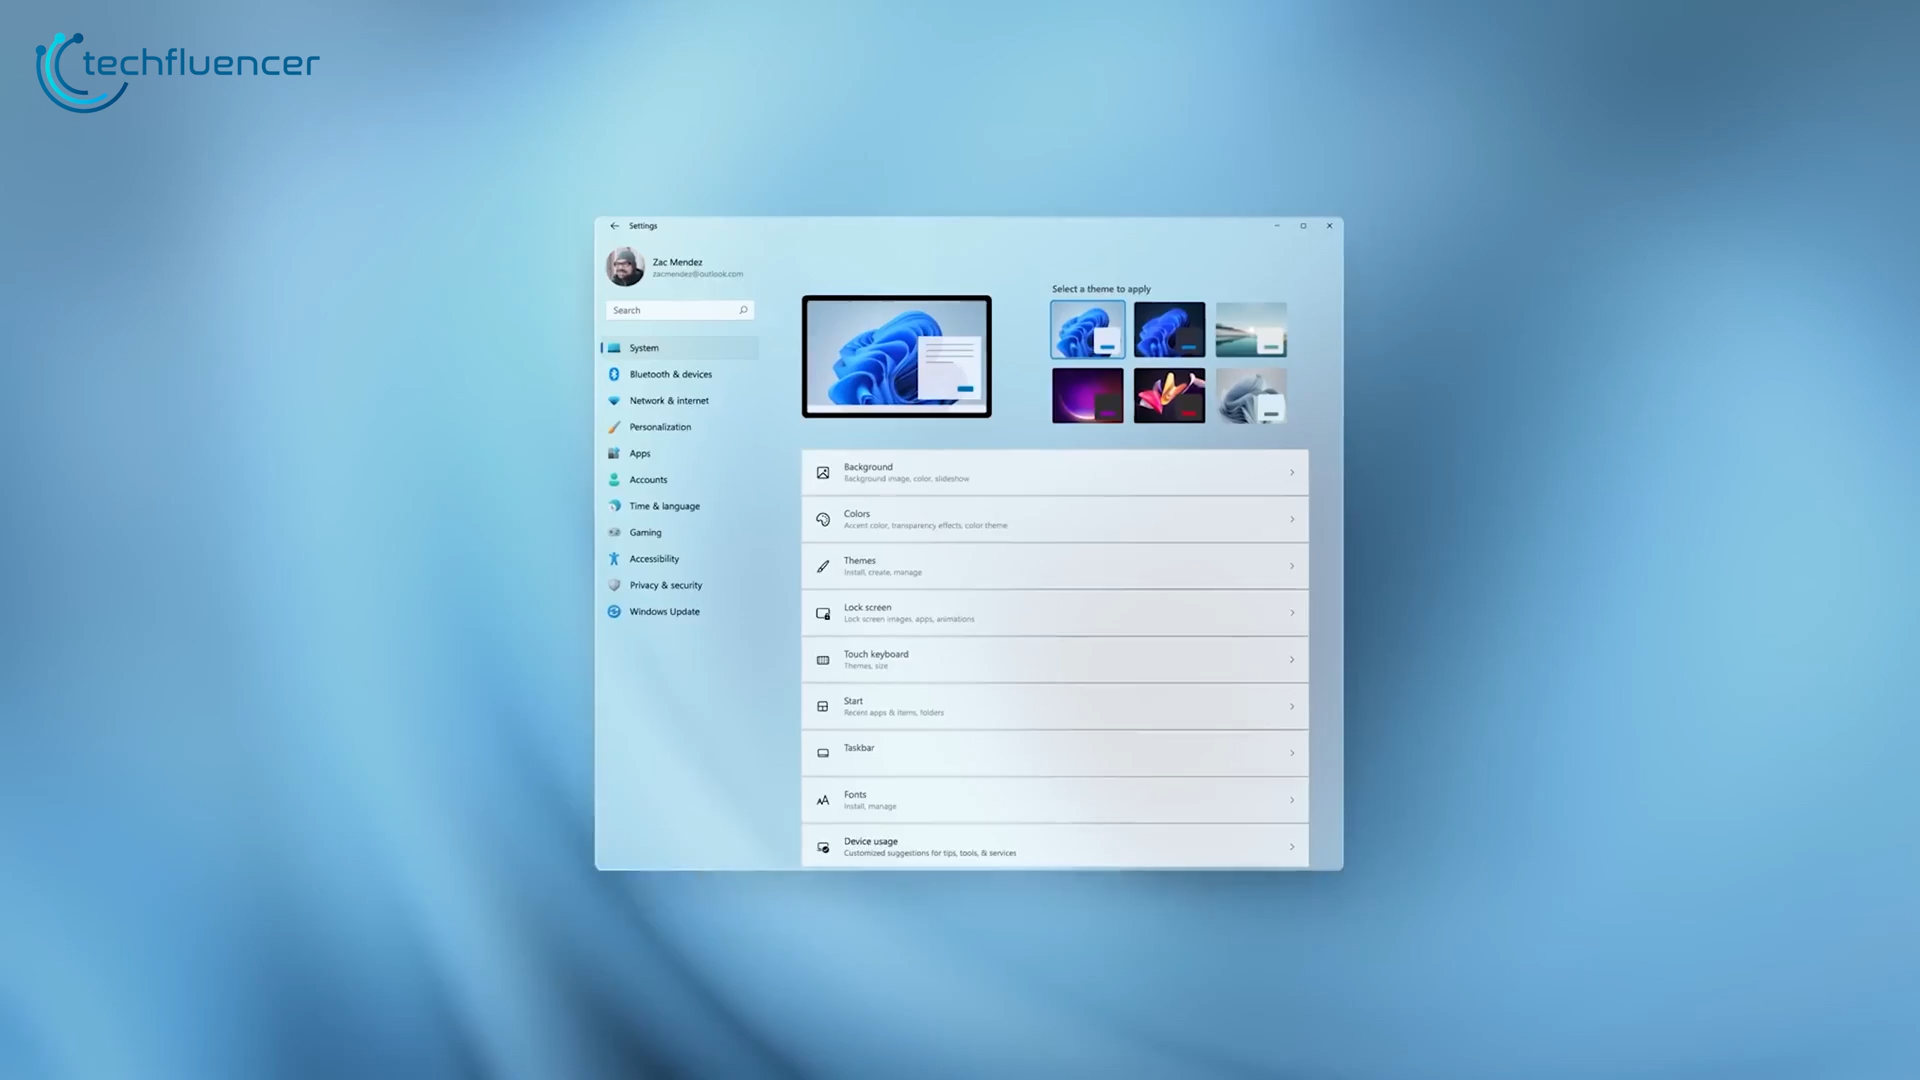 techfluencer
Settings
Zac Mendez
zacmendez@outlook.com
Search
System
Bluetooth & devices
Network & internet
Personalization
Apps
Accounts
Time & language
Gaming
Accessibility
Privacy & security
Windows Update
Select a theme to apply
Background
Background image, color, slideshow
Colors
Accent color, transparency effects, color theme
Themes
Install, create, manage
Lock screen
Lock screen images, apps, animations
Touch keyboard
Themes, size
Start
Recent apps & items, folders
Taskbar
Fonts
Install, manage
Device usage
Customized suggestions for tips, tools, & services